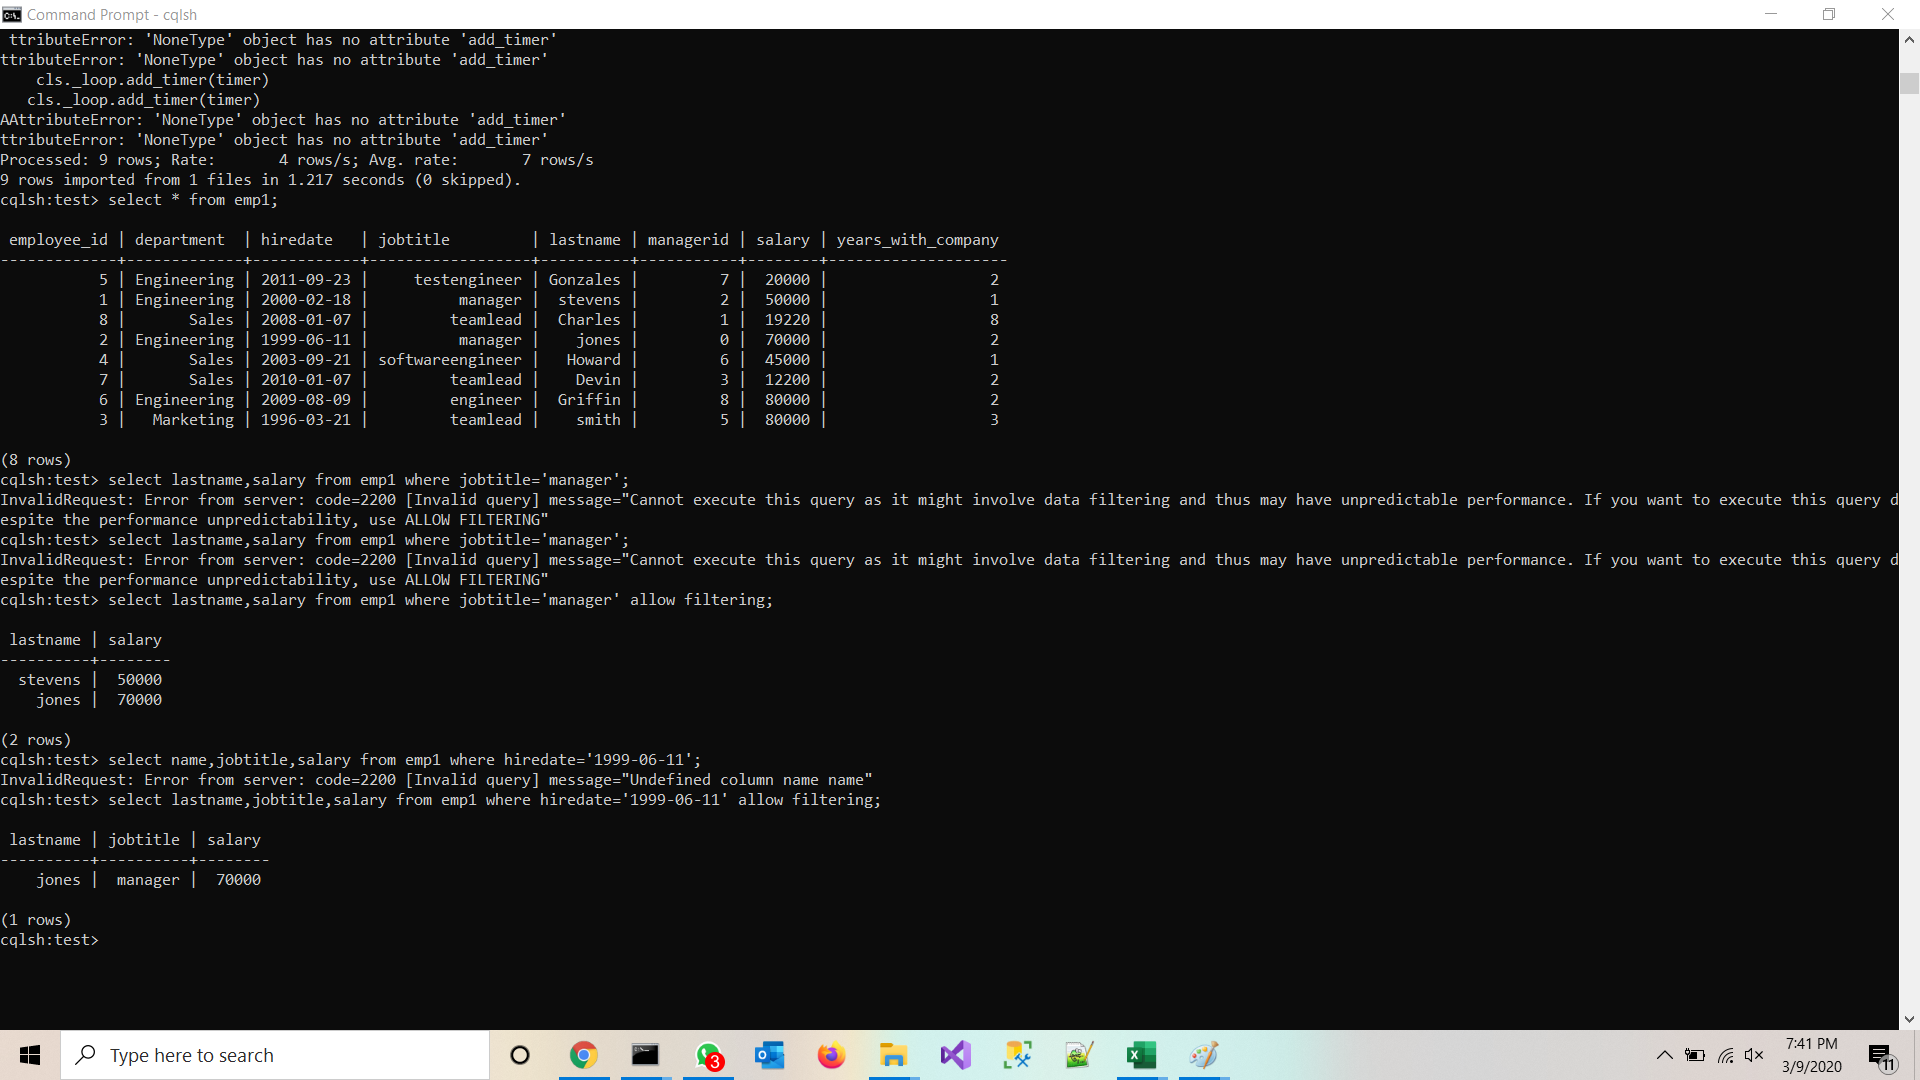 Command Prompt - cqlsh
ttributeError: 'NoneType' object has no attribute 'add_timer'
ttributeError: 'NoneType' object has no attribute 'add_timer'
    cls._loop.add_timer(timer)
   cls._loop.add_timer(timer)
AAttributeError: 'NoneType' object has no attribute 'add_timer'
ttributeError: 'NoneType' object has no attribute 'add_timer'
Processed: 9 rows; Rate:       4 rows/s; Avg. rate:       7 rows/s
9 rows imported from 1 files in 1.217 seconds (0 skipped).
cqlsh:test> select * from emp1;
 employee_id | department  | hiredate   | jobtitle         | lastname | managerid | salary | years_with_company
-------------+-------------+------------+------------------+----------+-----------+--------+--------------------
           5 | Engineering | 2011-09-23 |     testengineer | Gonzales |         7 |  20000 |                  2
           1 | Engineering | 2000-02-18 |          manager |  stevens |         2 |  50000 |                  1
           8 |       Sales | 2008-01-07 |         teamlead |  Charles |         1 |  19220 |                  8
           2 | Engineering | 1999-06-11 |          manager |    jones |         0 |  70000 |                  2
           4 |       Sales | 2003-09-21 | softwareengineer |   Howard |         6 |  45000 |                  1
           7 |       Sales | 2010-01-07 |         teamlead |    Devin |         3 |  12200 |                  2
           6 | Engineering | 2009-08-09 |         engineer |  Griffin |         8 |  80000 |                  2
           3 |   Marketing | 1996-03-21 |         teamlead |    smith |         5 |  80000 |                  3
(8 rows)
cqlsh:test> select lastname,salary from emp1 where jobtitle='manager';
InvalidRequest: Error from server: code=2200 [Invalid query] message="Cannot execute this query as it might involve data filtering and thus may have unpredictable performance. If you want to execute this query d
espite the performance unpredictability, use ALLOW FILTERING"
cqlsh:test> select lastname,salary from emp1 where jobtitle='manager';
InvalidRequest: Error from server: code=2200 [Invalid query] message="Cannot execute this query as it might involve data filtering and thus may have unpredictable performance. If you want to execute this query d
espite the performance unpredictability, use ALLOW FILTERING"
cqlsh:test> select lastname,salary from emp1 where jobtitle='manager' allow filtering;
 lastname | salary
----------+--------
  stevens |  50000
    jones |  70000
(2 rows)
cqlsh:test> select name,jobtitle,salary from emp1 where hiredate='1999-06-11';
InvalidRequest: Error from server: code=2200 [Invalid query] message="Undefined column name name"
cqlsh:test> select lastname,jobtitle,salary from emp1 where hiredate='1999-06-11' allow filtering;
 lastname | jobtitle | salary
----------+----------+--------
    jones |  manager |  70000
(1 rows)
cqlsh:test>
Type here to search
3
7:41 PM
3/9/2020
11